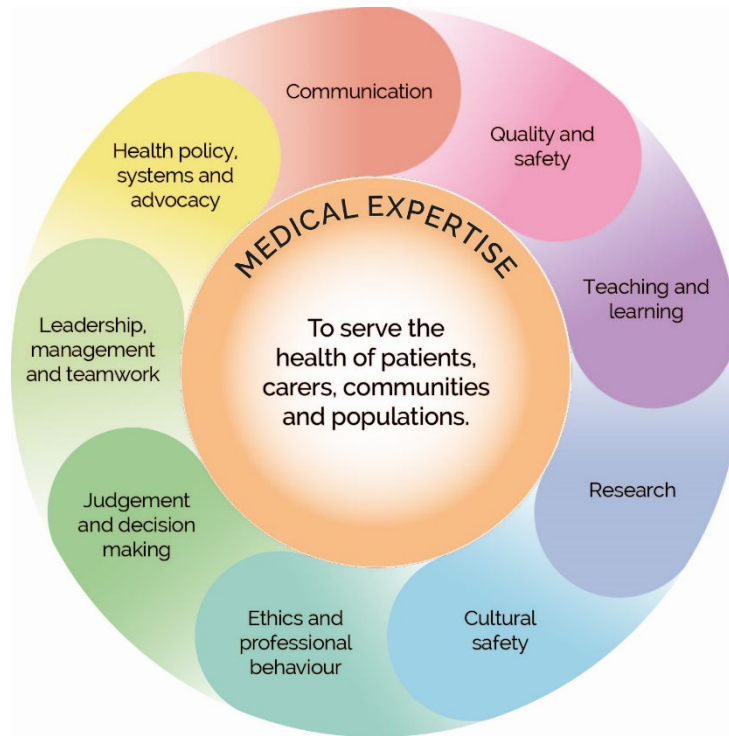 Communication
Quality and
safety
Teaching and
learning
Research
Cultural
safety
Ethics and
professional
behaviour
Judgement
and decision
making
Leadership,
management
and teamwork
Health policy,
systems and
advocacy
MEDICAL EXPERTISE
To serve the
health of patients,
carers, communities
and populations.